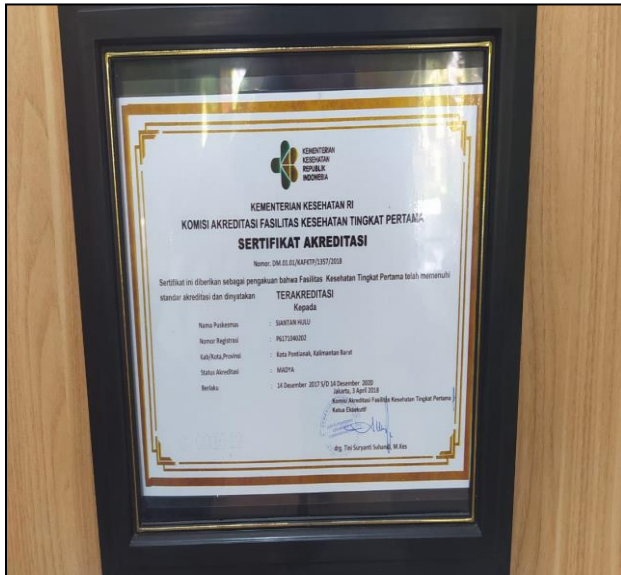 KEMENTERIAN
KESEHATAN
REPUBLIK
INDONESIA
KEMENTERIAN KESEHATAN RI
KOMISI AKREDITASI FASILITAS KESEHATAN TINGKAT PERTAMA
SERTIFIKAT AKREDITASI
Nomor. DM.01.01/KAFKTP/1357/2018
Sertifikat ini diberikan sebagai pengakuan bahwa Fasilitas Kesehatan Tingkat Pertama telah memenuhi
standar akreditasi dan dinyatakan TERAKREDITASI
Kepada
Nama Puskesmas : SIANTAN HULU
Nomor Registrasi : P6171040202
Kab/Kota,Provinsi : Kota Pontianak, Kalimantan Barat
Status Akreditasi : MADYA
Berlaku : 14 Desember 2017 S/D 14 Desember 2020
Jakarta, 3 April 2018
Komisi Akreditasi Fasilitas Kesehatan Tingkat Pertama
Ketua Eksekutif
drg. Tini Suryanti Suhandi, M.Kes